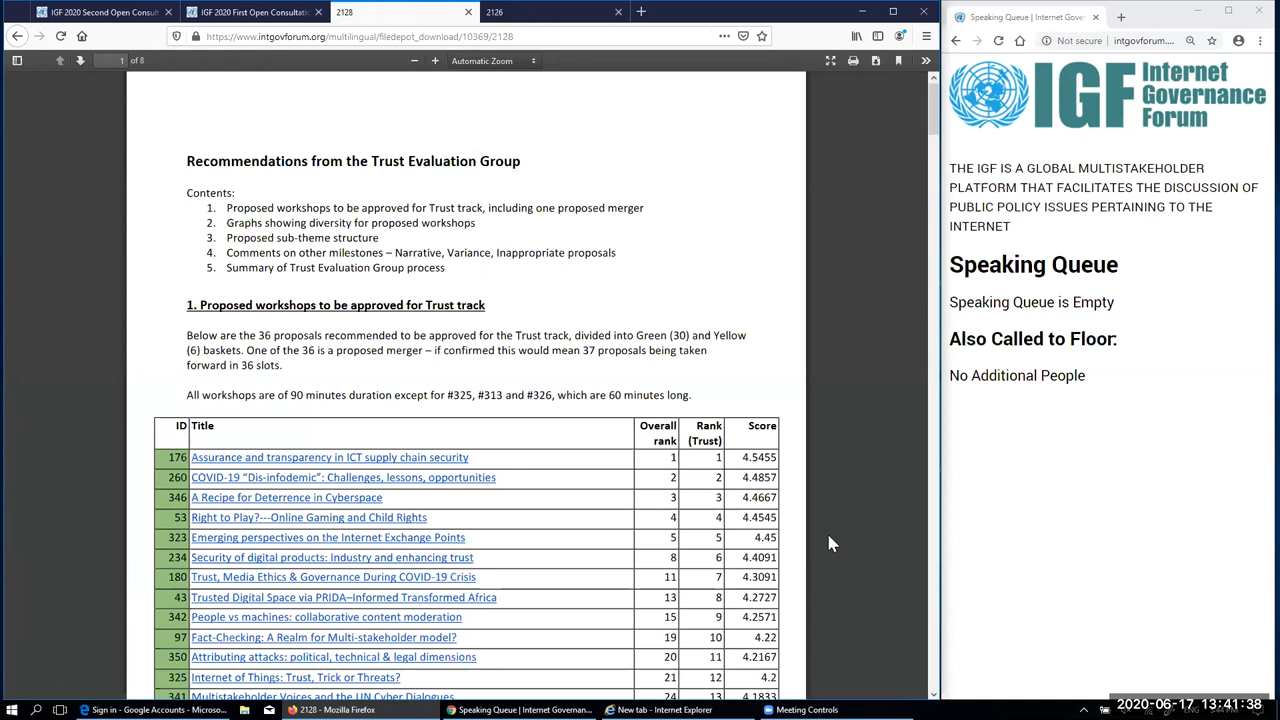 IGF 2020 Second Open Consult
IGF 2020 First Open Consultati
2128
2126
https://www.intgovforum.org/multilingual/filedepot_download/10369/2128
1 of 8
Automatic Zoom
Recommendations from the Trust Evaluation Group
Contents:
1. Proposed workshops to be approved for Trust track, including one proposed merger
2. Graphs showing diversity for proposed workshops
3. Proposed sub-theme structure
4. Comments on other milestones – Narrative, Variance, Inappropriate proposals
5. Summary of Trust Evaluation Group process
1. Proposed workshops to be approved for Trust track
Below are the 36 proposals recommended to be approved for the Trust track, divided into Green (30) and Yellow
(6) baskets. One of the 36 is a proposed merger – if confirmed this would mean 37 proposals being taken
forward in 36 slots.
All workshops are of 90 minutes duration except for #325, #313 and #326, which are 60 minutes long.
ID Title Overall rank Rank (Trust) Score
176 Assurance and transparency in ICT supply chain security 1 1 4.5455
260 COVID-19 “Dis-infodemic”: Challenges, lessons, opportunities 2 2 4.4857
346 A Recipe for Deterrence in Cyberspace 3 3 4.4667
53 Right to Play?---Online Gaming and Child Rights 4 4 4.4545
323 Emerging perspectives on the Internet Exchange Points 5 5 4.45
234 Security of digital products: Industry and enhancing trust 8 6 4.4091
180 Trust, Media Ethics & Governance During COVID-19 Crisis 11 7 4.3091
43 Trusted Digital Space via PRIDA–Informed Transformed Africa 13 8 4.2727
342 People vs machines: collaborative content moderation 15 9 4.2571
97 Fact-Checking: A Realm for Multi-stakeholder model? 19 10 4.22
350 Attributing attacks: political, technical & legal dimensions 20 11 4.2167
325 Internet of Things: Trust, Trick or Threats? 21 12 4.2
341 Multistakeholder Voices and the UN Cyber Dialogues 24 13 4.1833
Speaking Queue | Internet Gover
Not secure | intgovforum....
IGF Internet
Governance
Forum
THE IGF IS A GLOBAL MULTISTAKEHOLDER
PLATFORM THAT FACILITATES THE DISCUSSION OF
PUBLIC POLICY ISSUES PERTAINING TO THE
INTERNET
Speaking Queue
Speaking Queue is Empty
Also Called to Floor:
No Additional People
Sign in - Google Accounts - Microso...
2128 - Mozilla Firefox
Speaking Queue | Internet Governan...
New tab - Internet Explorer
Meeting Controls
2020-06-17 13:41:38